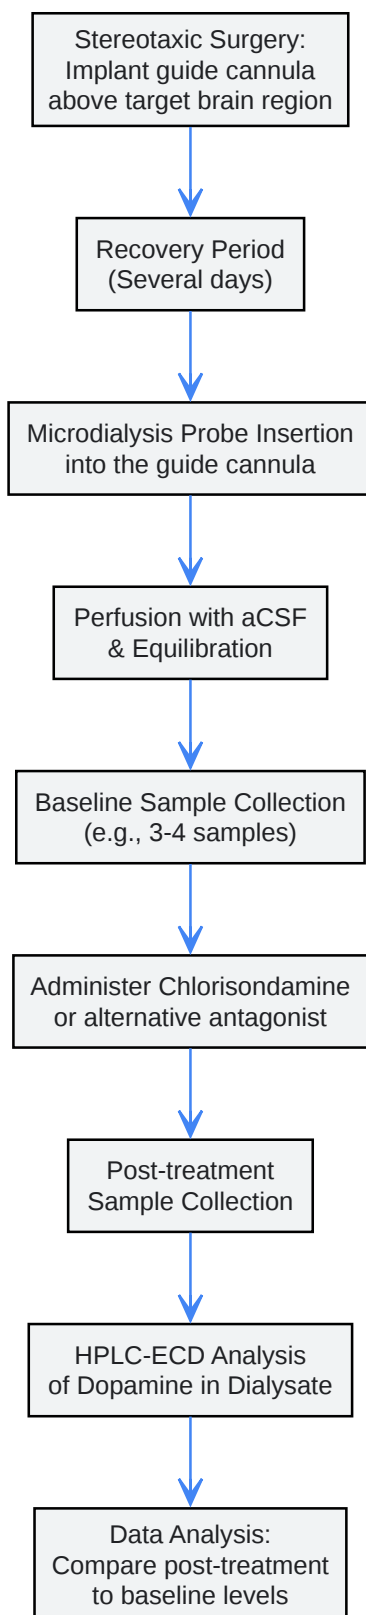 Stereotaxic Surgery:
Implant guide cannula
above target brain region
Recovery Period
(Several days)
Microdialysis Probe Insertion
into the guide cannula
Perfusion with aCSF
& Equilibration
Baseline Sample Collection
(e.g., 3-4 samples)
Administer Chlorisondamine
or alternative antagonist
Post-treatment
Sample Collection
HPLC-ECD Analysis
of Dopamine in Dialysate
Data Analysis:
Compare post-treatment
to baseline levels